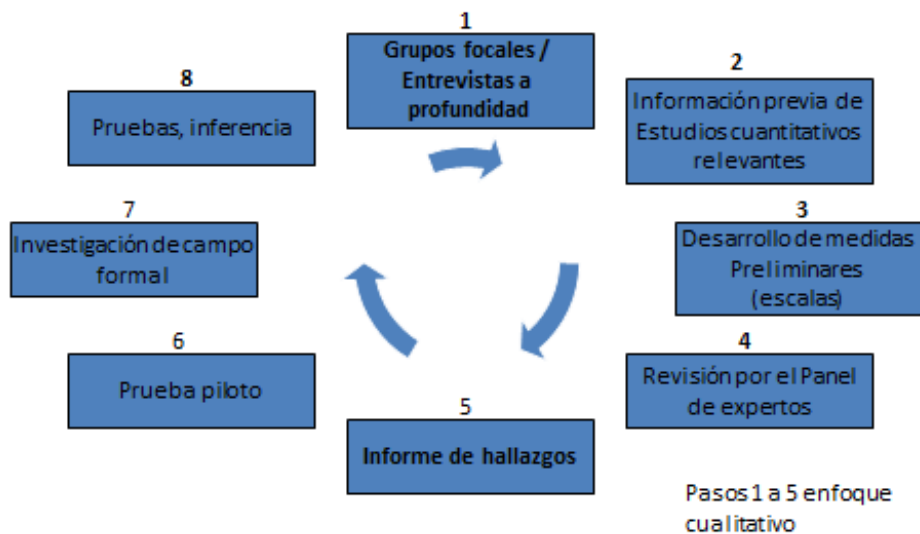 1
Grupos focales /
Entrevistas a
profundidad
2
Información previa de
Estudios cuantitativos
relevantes
3
Desarrollo de medidas
Preliminares
(escalas)
4
Revisión por el Panel
de expertos
5
Informe de hallazgos
6
Prueba piloto
7
Investigación de campo
formal
8
Pruebas, inferencia
Pasos 1 a 5 enfoque
cualitativo